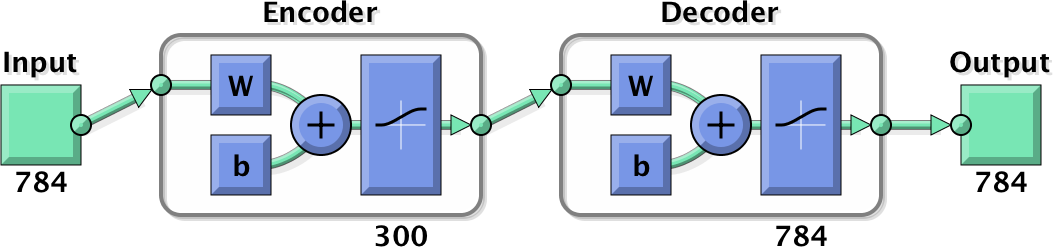 Encoder
Decoder
Input
Output
W
b
W
b
784
784
300
784